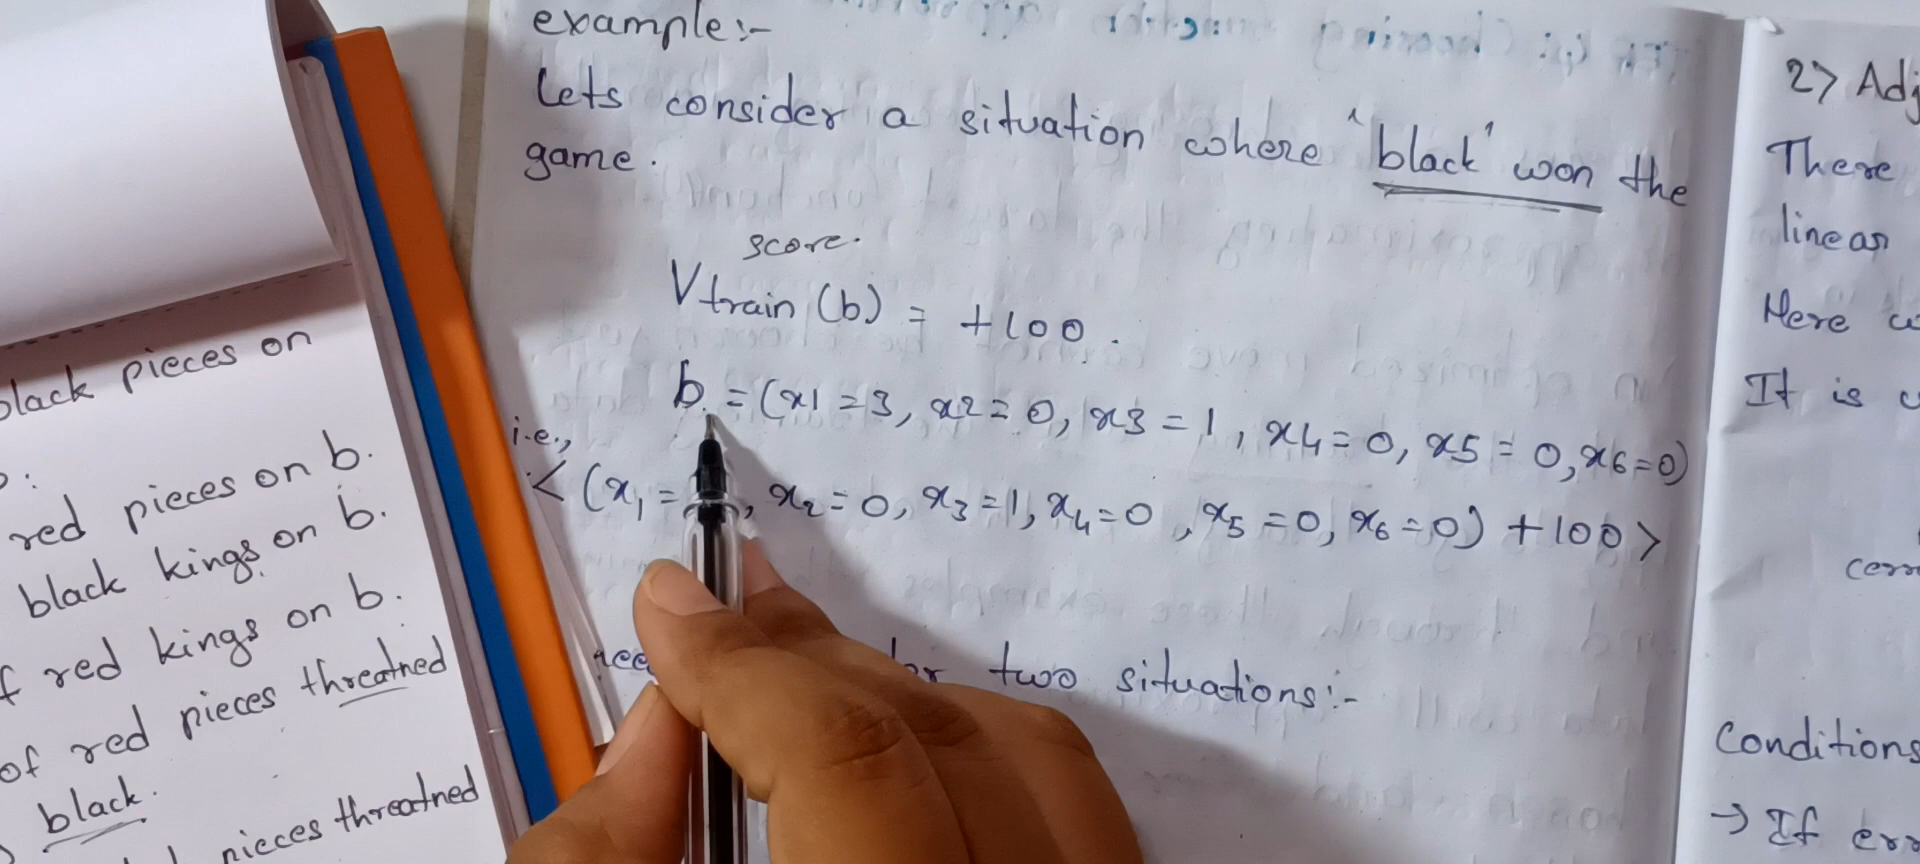 black pieces on
red pieces on b.
black kings on b.
f red kings on b.
of red pieces threatned
black.
pieces threatned
example:-
Lets consider a situation where 'black' won the
game.
score.
Vtrain (b) = +100.
b = (x1 = 3, x2 = 0, x3 = 1, x4 = 0, x5 = 0, x6 = 0)
i.e.,
< (x1 = , x2 = 0, x3 = 1, x4 = 0, x5 = 0, x6 = 0) +100>
two situations:-
2) Adj
There
linear
Here
It is
Conditions
→ If err